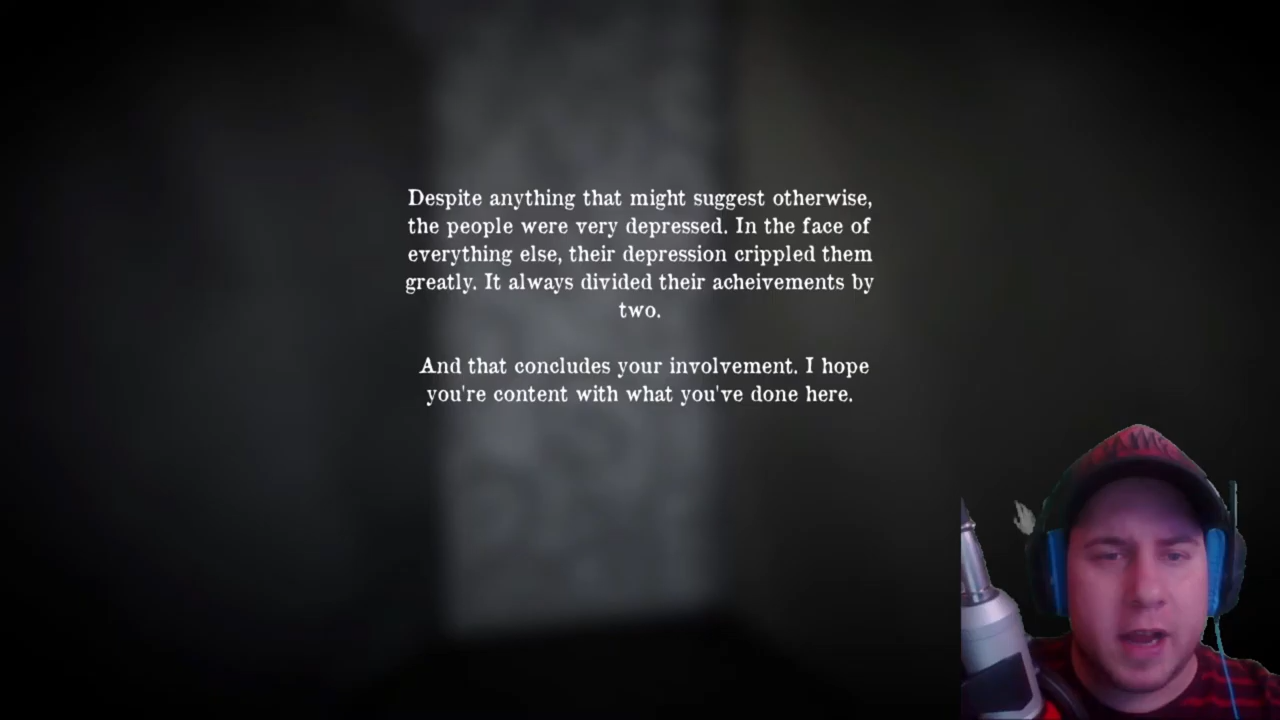 Despite anything that might suggest otherwise,
the people were very depressed. In the face of
everything else, their depression crippled them
greatly. It always divided their acheivements by
two.
And that concludes your involvement. I hope
you're content with what you've done here.